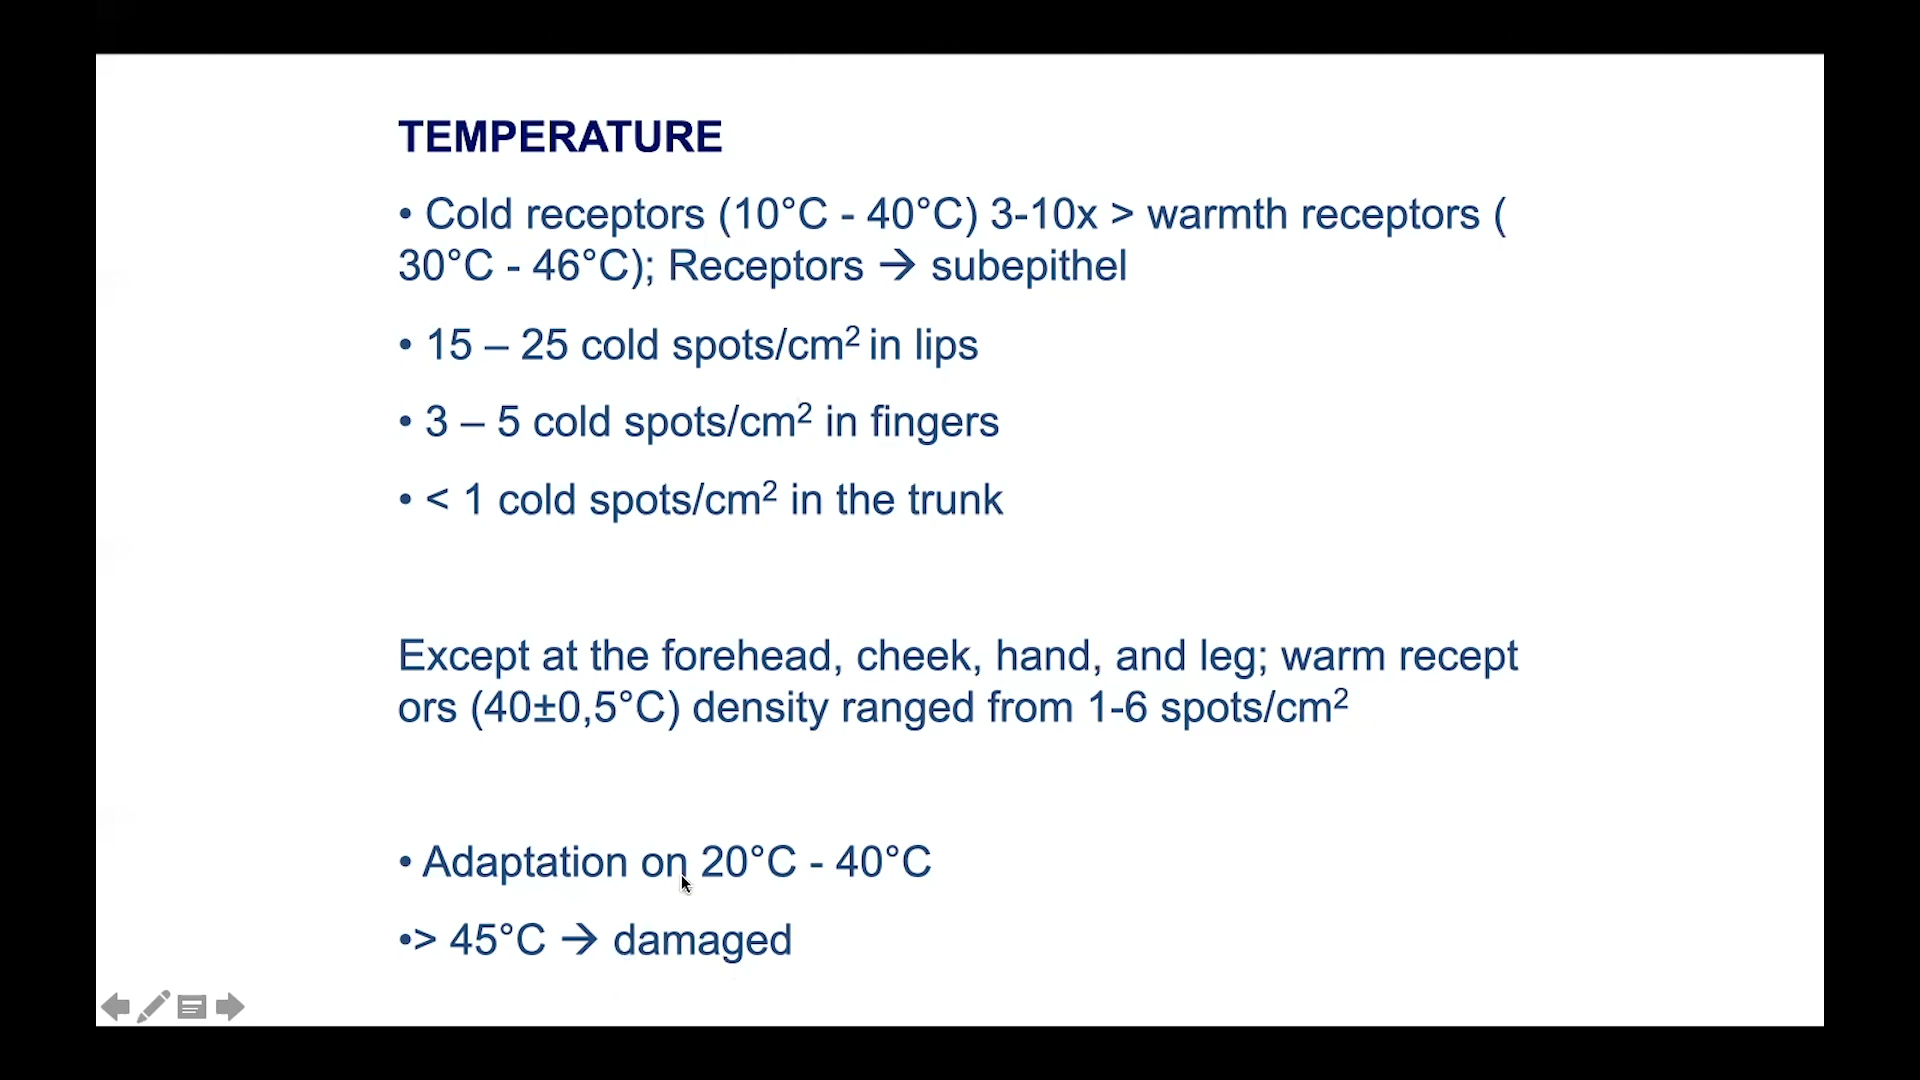 TEMPERATURE
• Cold receptors (10°C - 40°C) 3-10x > warmth receptors (
30°C - 46°C); Receptors → subepithel
• 15 – 25 cold spots/cm² in lips
• 3 – 5 cold spots/cm² in fingers
• < 1 cold spots/cm² in the trunk
Except at the forehead, cheek, hand, and leg; warm recept
ors (40±0,5°C) density ranged from 1-6 spots/cm²
• Adaptation on 20°C - 40°C
•> 45°C → damaged